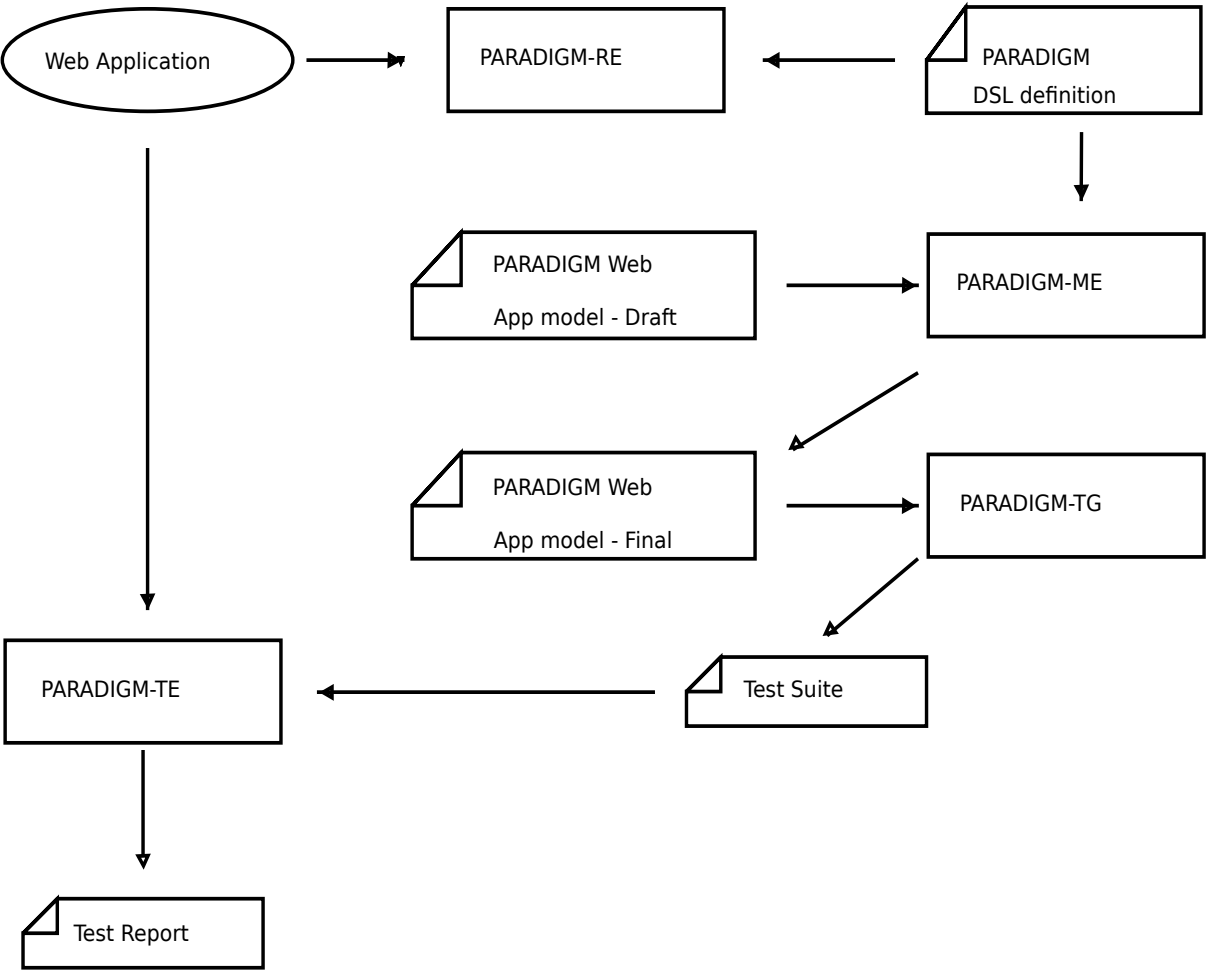 Web Application
PARADIGM-RE
PARADIGM
DSL definition
PARADIGM Web
App model - Draft
PARADIGM-ME
PARADIGM Web
App model - Final
PARADIGM-TG
PARADIGM-TE
Test Suite
Test Report